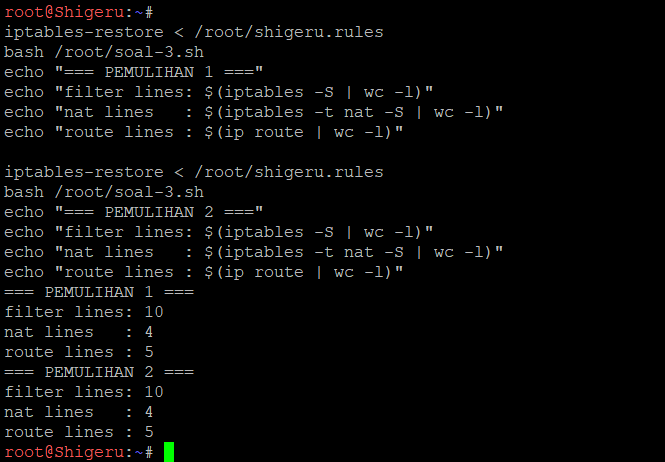 root@Shigeru:~#
iptables-restore < /root/shigeru.rules
bash /root/soal-3.sh
echo "=== PEMULIHAN 1 ==="
echo "filter lines: $(iptables -S | wc -l)"
echo "nat lines   : $(iptables -t nat -S | wc -l)"
echo "route lines : $(ip route | wc -l)"

iptables-restore < /root/shigeru.rules
bash /root/soal-3.sh
echo "=== PEMULIHAN 2 ==="
echo "filter lines: $(iptables -S | wc -l)"
echo "nat lines   : $(iptables -t nat -S | wc -l)"
echo "route lines : $(ip route | wc -l)"
=== PEMULIHAN 1 ===
filter lines: 10
nat lines   : 4
route lines : 5
=== PEMULIHAN 2 ===
filter lines: 10
nat lines   : 4
route lines : 5
root@Shigeru:~#